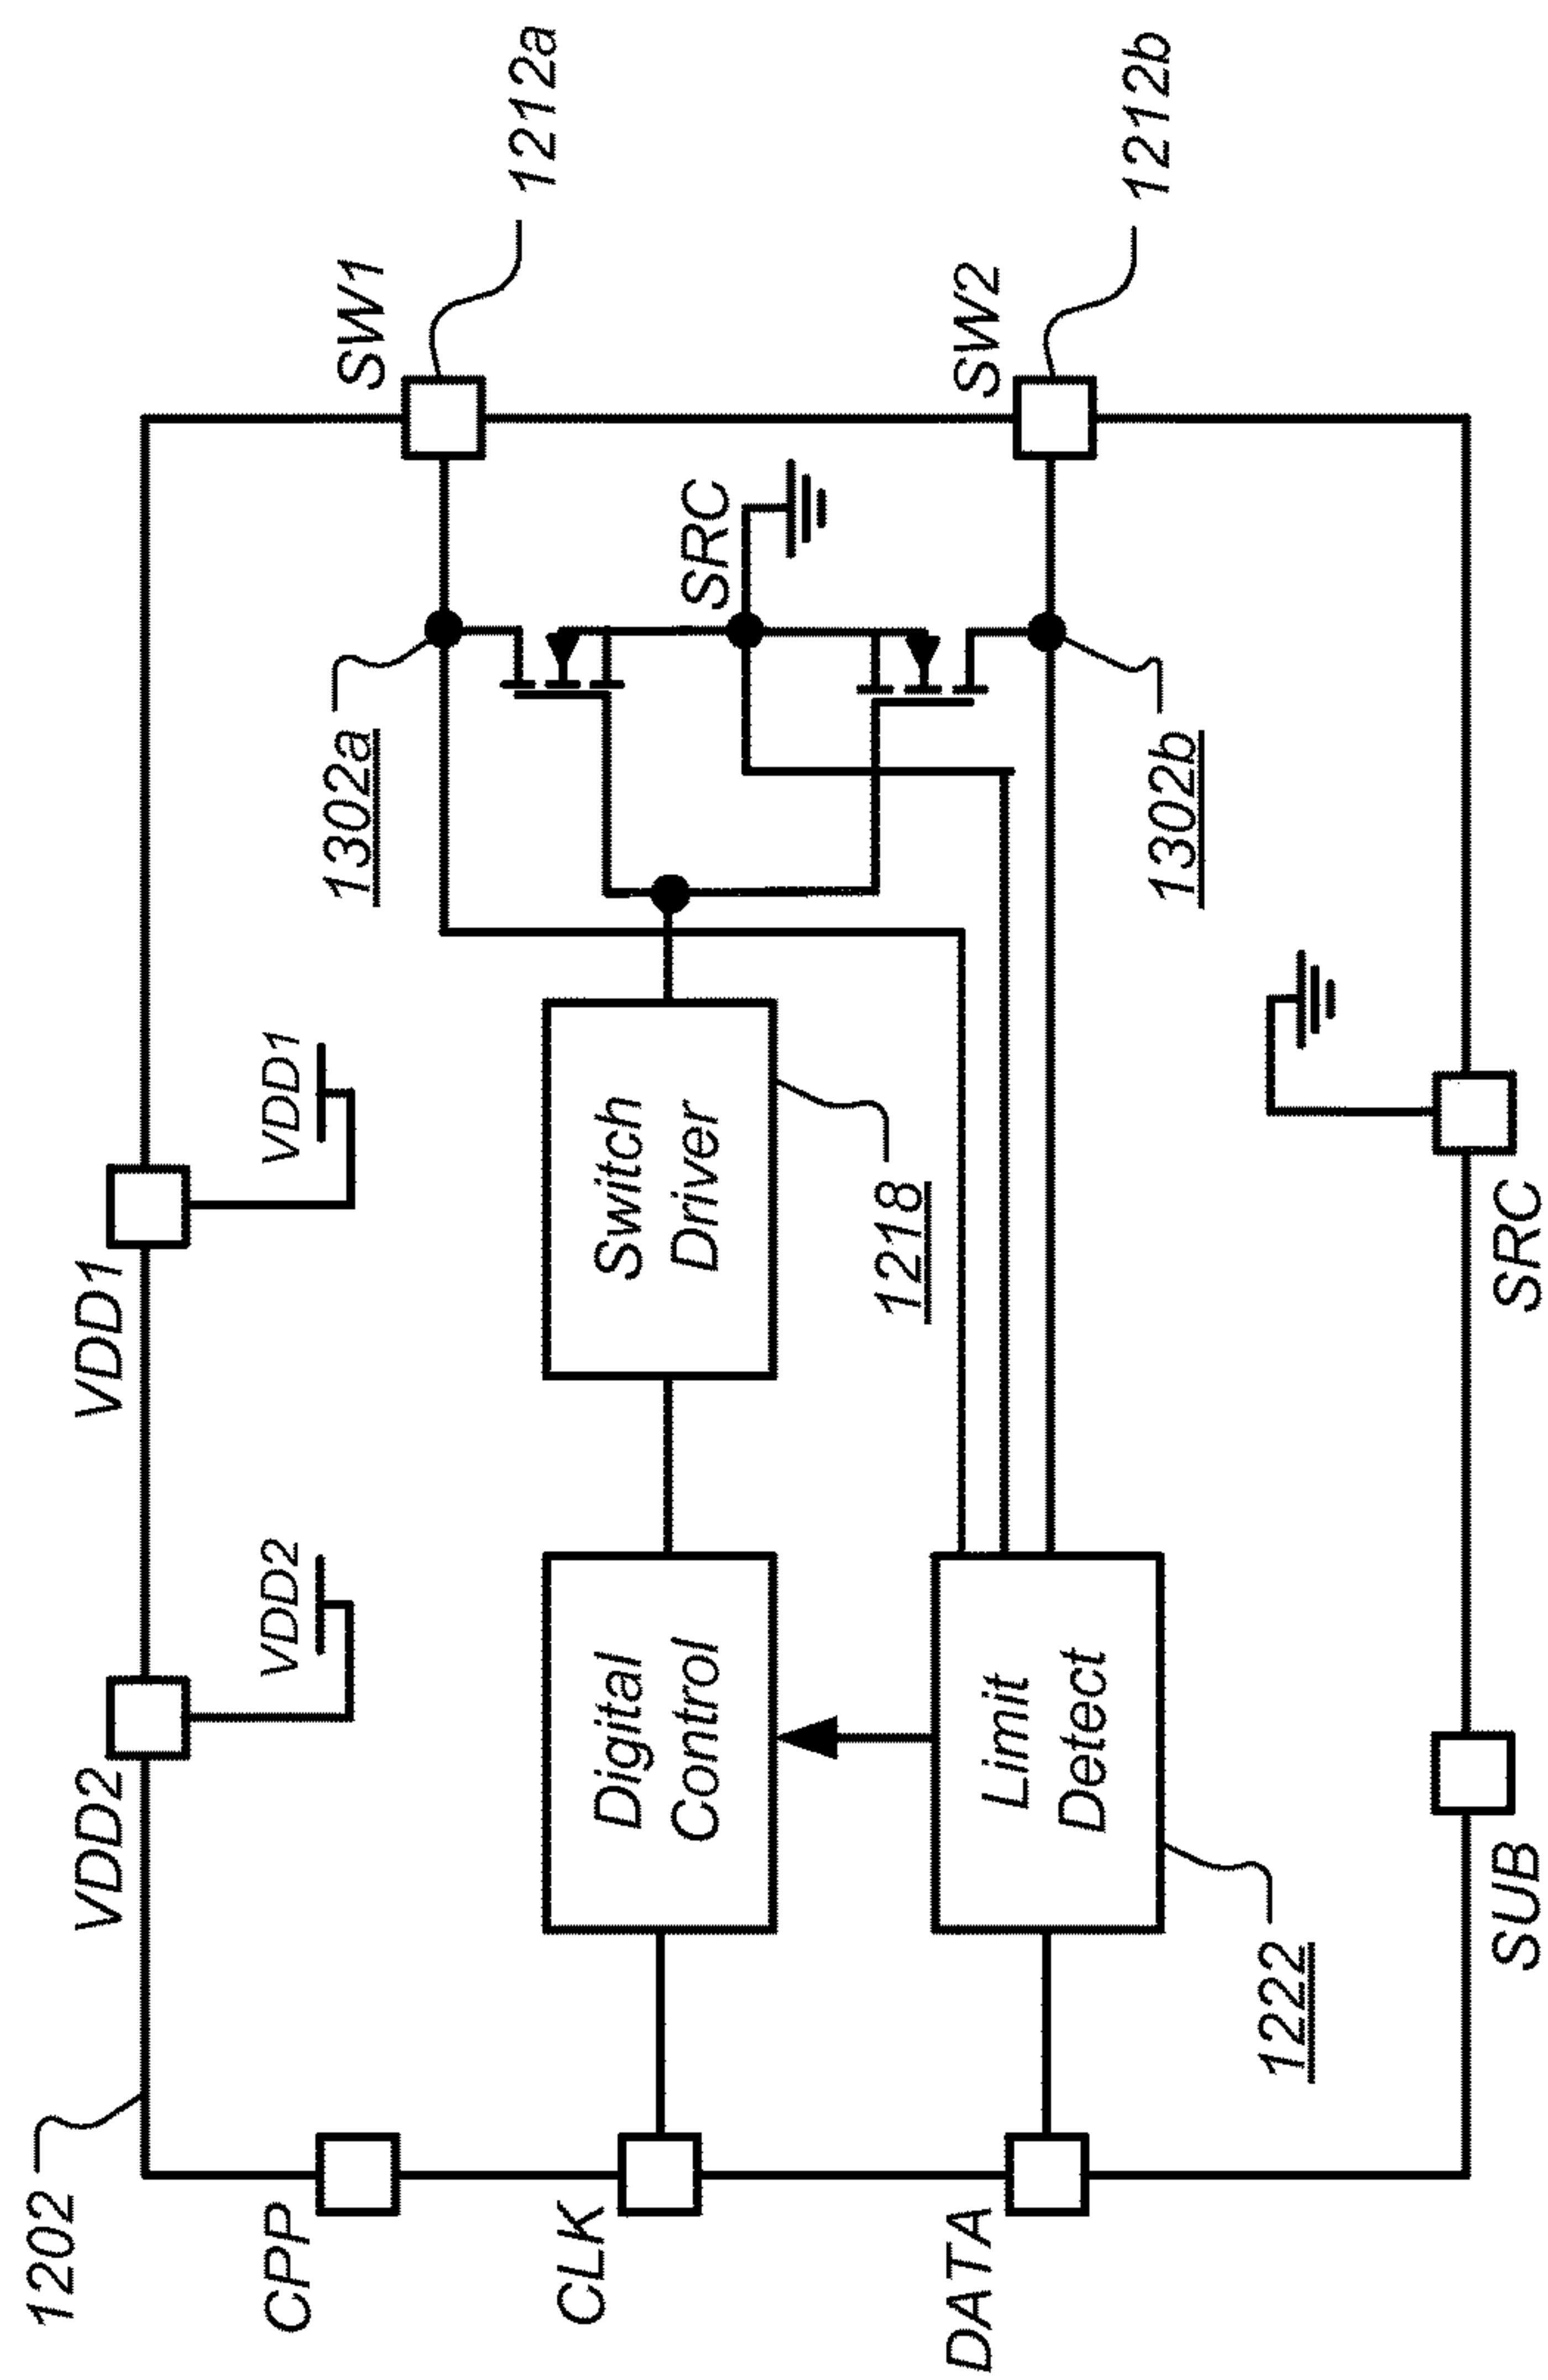 1202
VDD2
VDD1
VDD2
VDD1
CPP
SW1
1212a
1302a
CLK
Digital
Control
Switch
Driver
SRC
1218
DATA
Limit
Detect
SW2
1212b
1302b
1222
SUB
SRC